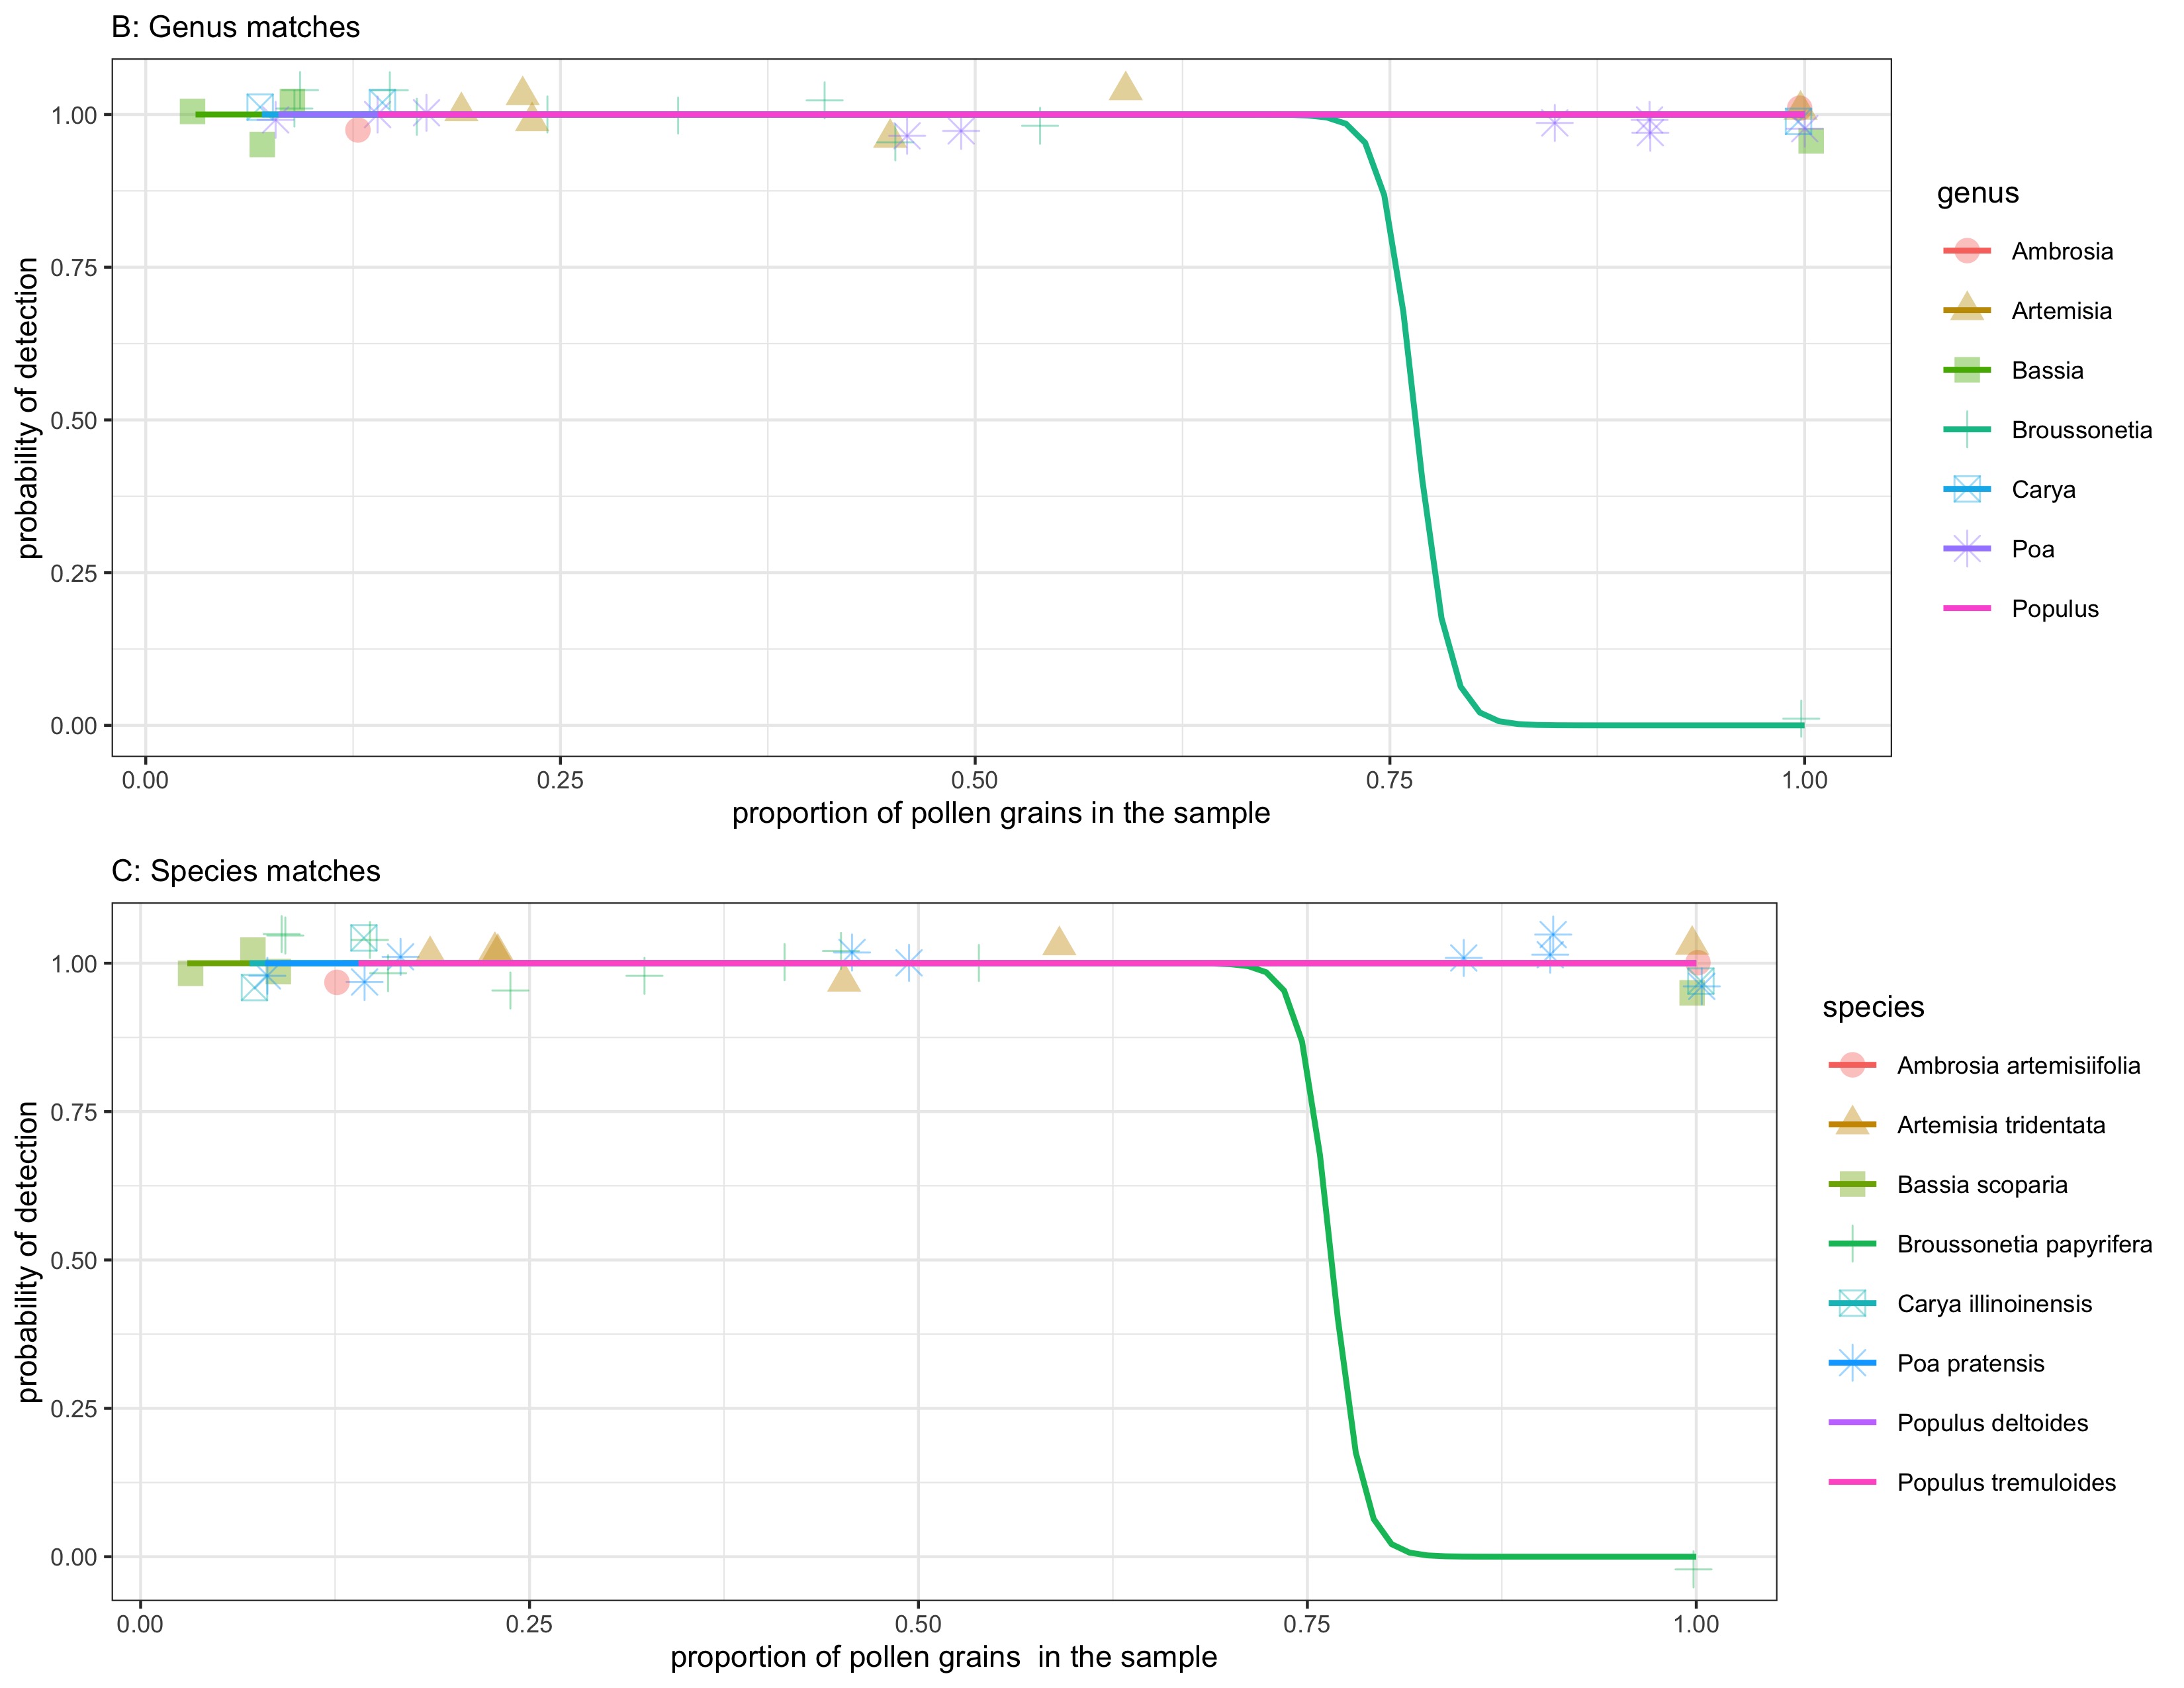 B: Genus matches
probability of detection
1.00
0.75
0.50
0.25
0.00
0.00 0.25 0.50 0.75 1.00
proportion of pollen grains in the sample
genus
Ambrosia
Artemisia
Bassia
Broussonetia
Carya
Poa
Populus
C: Species matches
probability of detection
1.00
0.75
0.50
0.25
0.00
0.00 0.25 0.50 0.75 1.00
proportion of pollen grains  in the sample
species
Ambrosia artemisiifolia
Artemisia tridentata
Bassia scoparia
Broussonetia papyrifera
Carya illinoinensis
Poa pratensis
Populus deltoides
Populus tremuloides